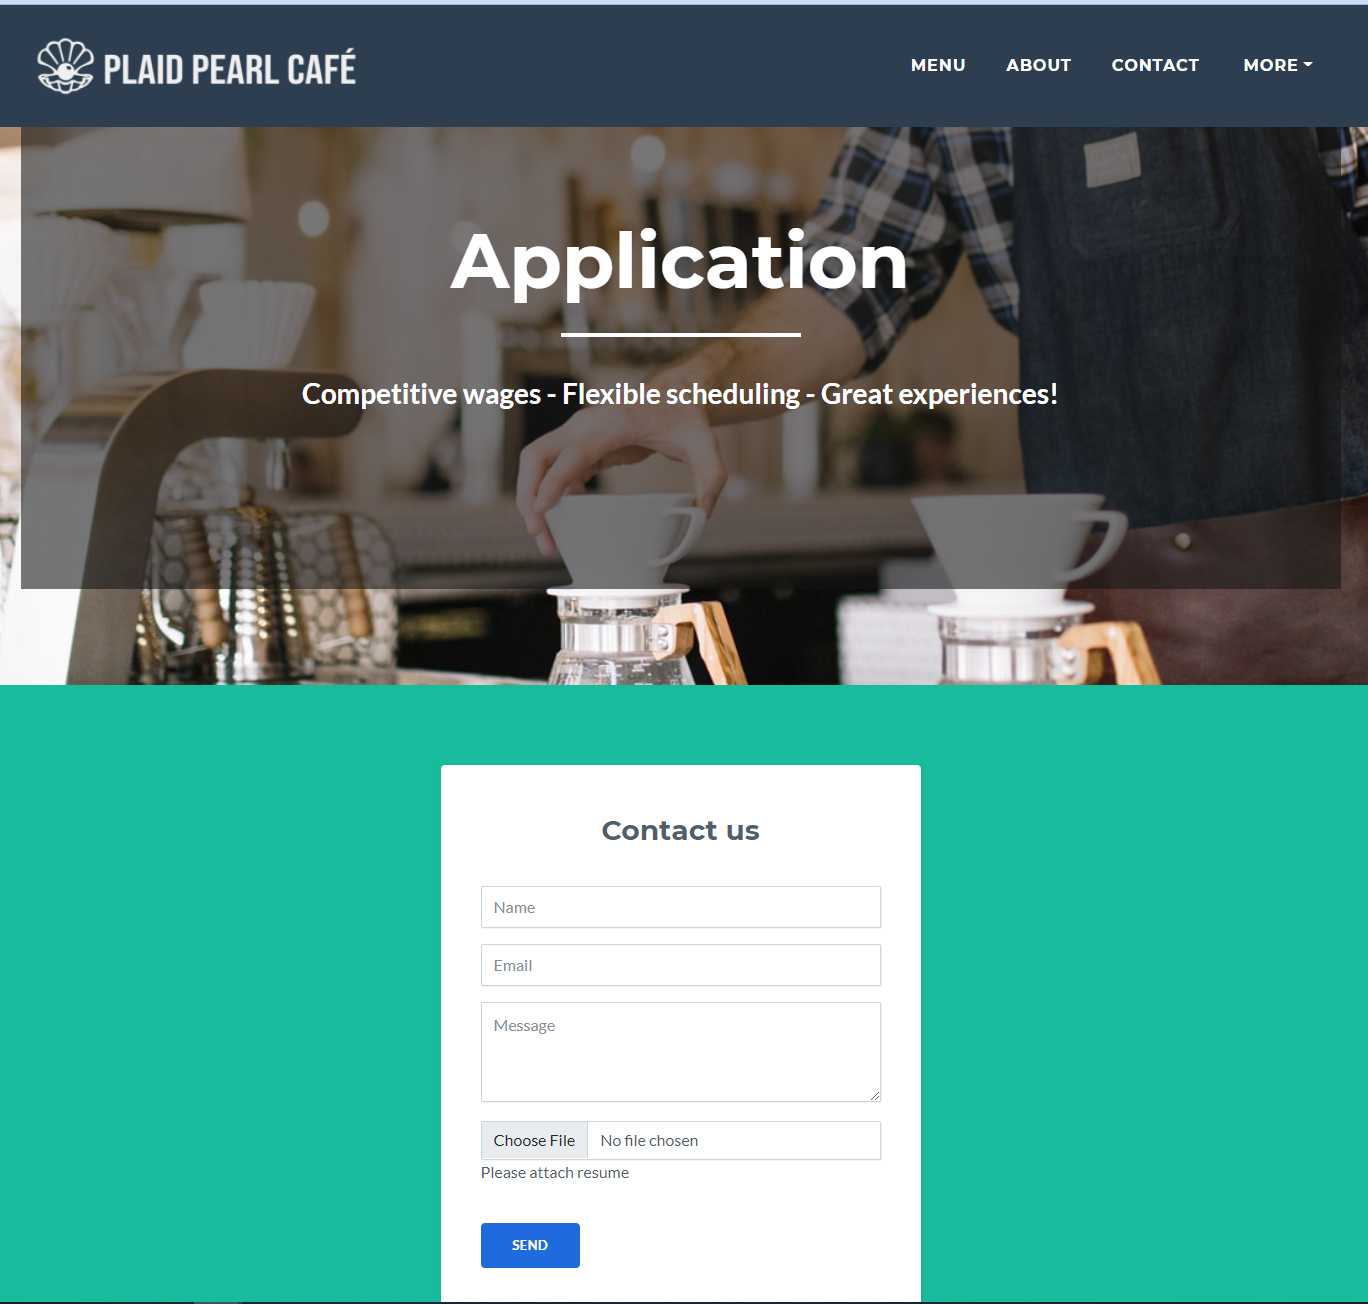 PLAID PEARL CAFÉ
MENU ABOUT CONTACT MORE
Application
Competitive wages - Flexible scheduling - Great experiences!
Contact us
Name
Email
Message
Choose File No file chosen
Please attach resume
SEND